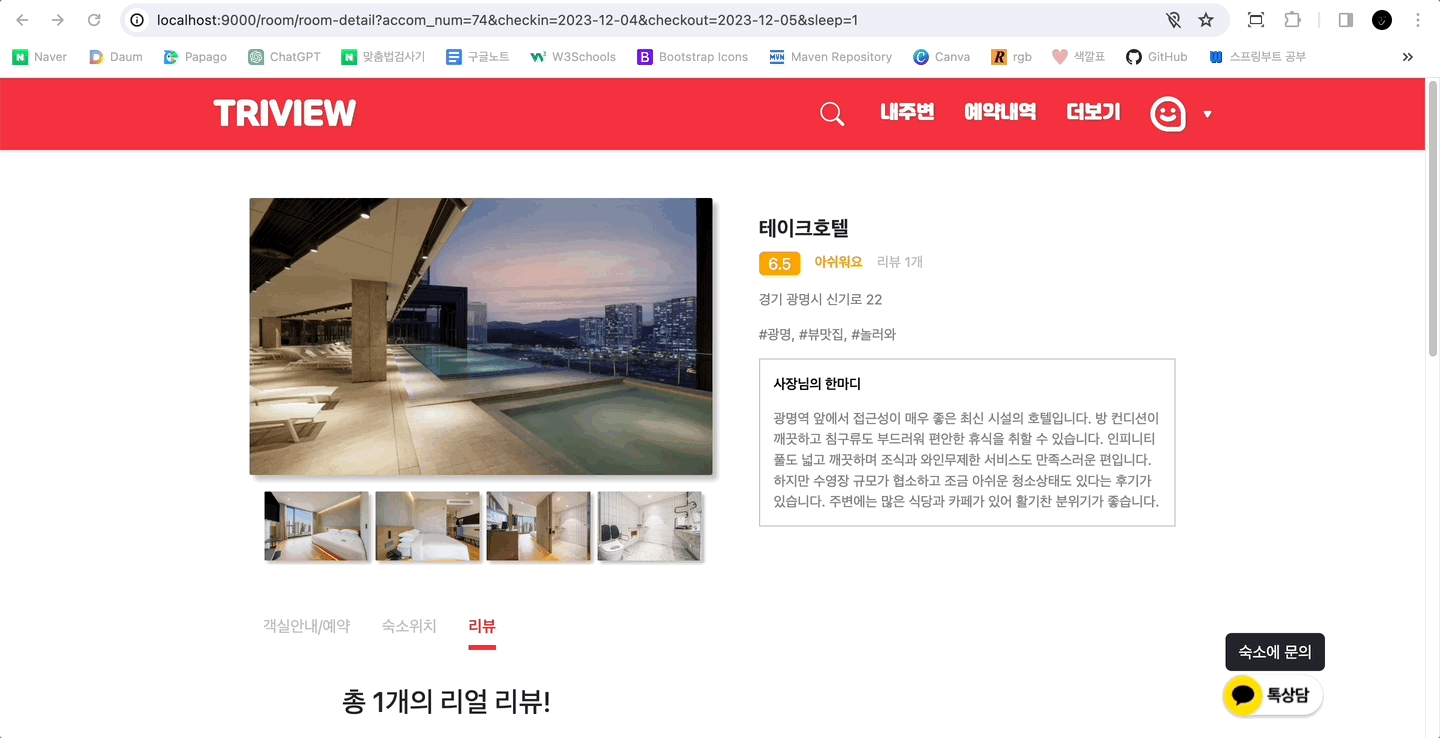 localhost:9000/room/room-detail?accom_num=74&checkin=2023-12-04&checkout=2023-12-05&sleep=1
Naver Daum Papago ChatGPT 맞춤법검사기 구글노트 W3Schools Bootstrap Icons Maven Repository Canva rgb 색깔표 GitHub 스프링부트 공부
TRIVIEW 내주변 예약내역 더보기
테이크호텔
6.5 아쉬워요 리뷰 1개
경기 광명시 신기로 22
#광명, #뷰맛집, #놀러와
사장님의 한마디
광명역 앞에서 접근성이 매우 좋은 최신 시설의 호텔입니다. 방 컨디션이
깨끗하고 침구류도 부드러워 편안한 휴식을 취할 수 있습니다. 인피니티
풀도 넓고 깨끗하며 조식과 와인무제한 서비스도 만족스러운 편입니다.
하지만 수영장 규모가 협소하고 조금 아쉬운 청소상태도 있다는 후기가
있습니다. 주변에는 많은 식당과 카페가 있어 활기찬 분위기가 좋습니다.
객실안내/예약 숙소위치 리뷰
총 1개의 리얼 리뷰!
숙소에 문의
톡상담